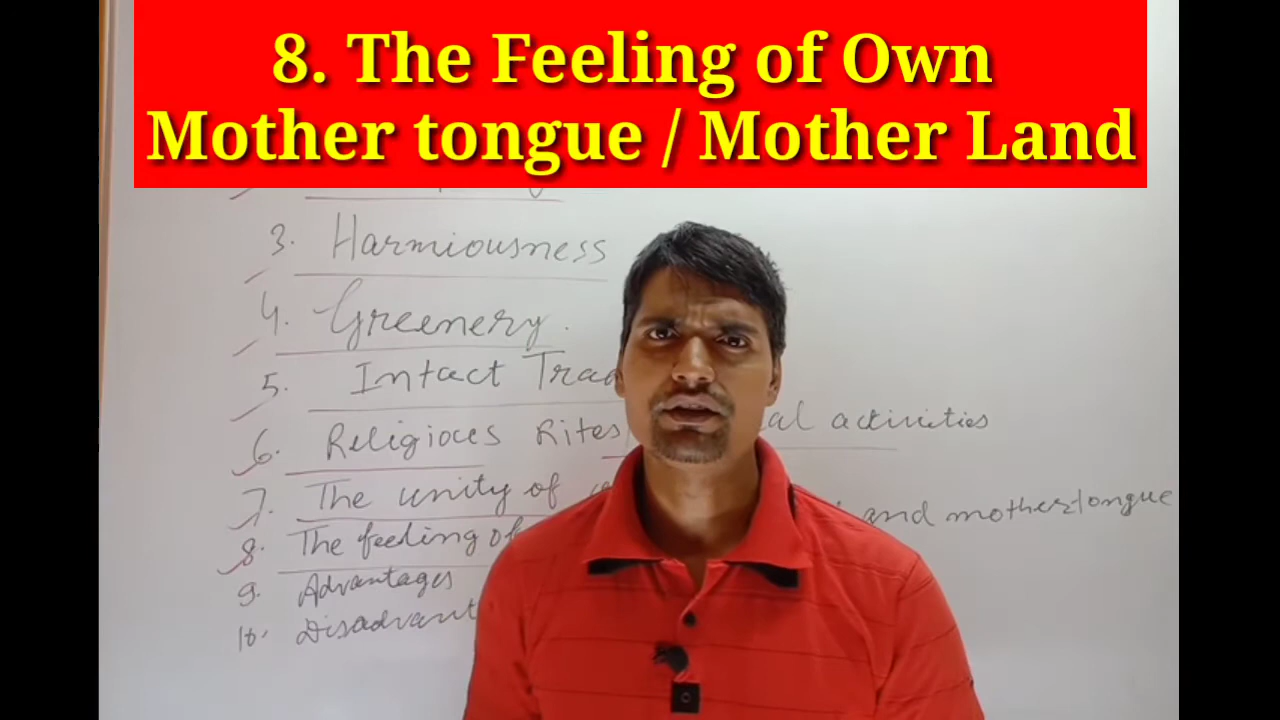 8. The Feeling of Own
Mother tongue / Mother Land
3. Harmiousness
4. Greenery.
5. Intact Trad
6. Religious Rites al activities
7. The unity of
8. The feeling of and mothertongue
9. Advantages
10. Disadvant